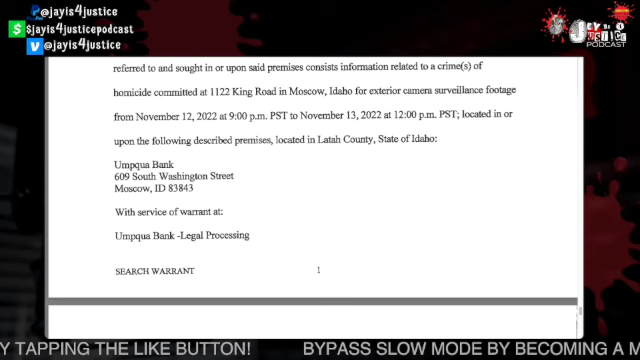 @jayis4justice
$jayis4justicepodcast
@jayis4justice
JUSTICE
PODCAST
referred to and sought in or upon said premises consists information related to a crime(s) of
homicide committed at 1122 King Road in Moscow, Idaho for exterior camera surveillance footage
from November 12, 2022 at 9:00 p.m. PST to November 13, 2022 at 12:00 p.m. PST; located in or
upon the following described premises, located in Latah County, State of Idaho:
Umpqua Bank
609 South Washington Street
Moscow, ID 83843
With service of warrant at:
Umpqua Bank -Legal Processing
SEARCH WARRANT 1
Y TAPPING THE LIKE BUTTON! BYPASS SLOW MODE BY BECOMING A M